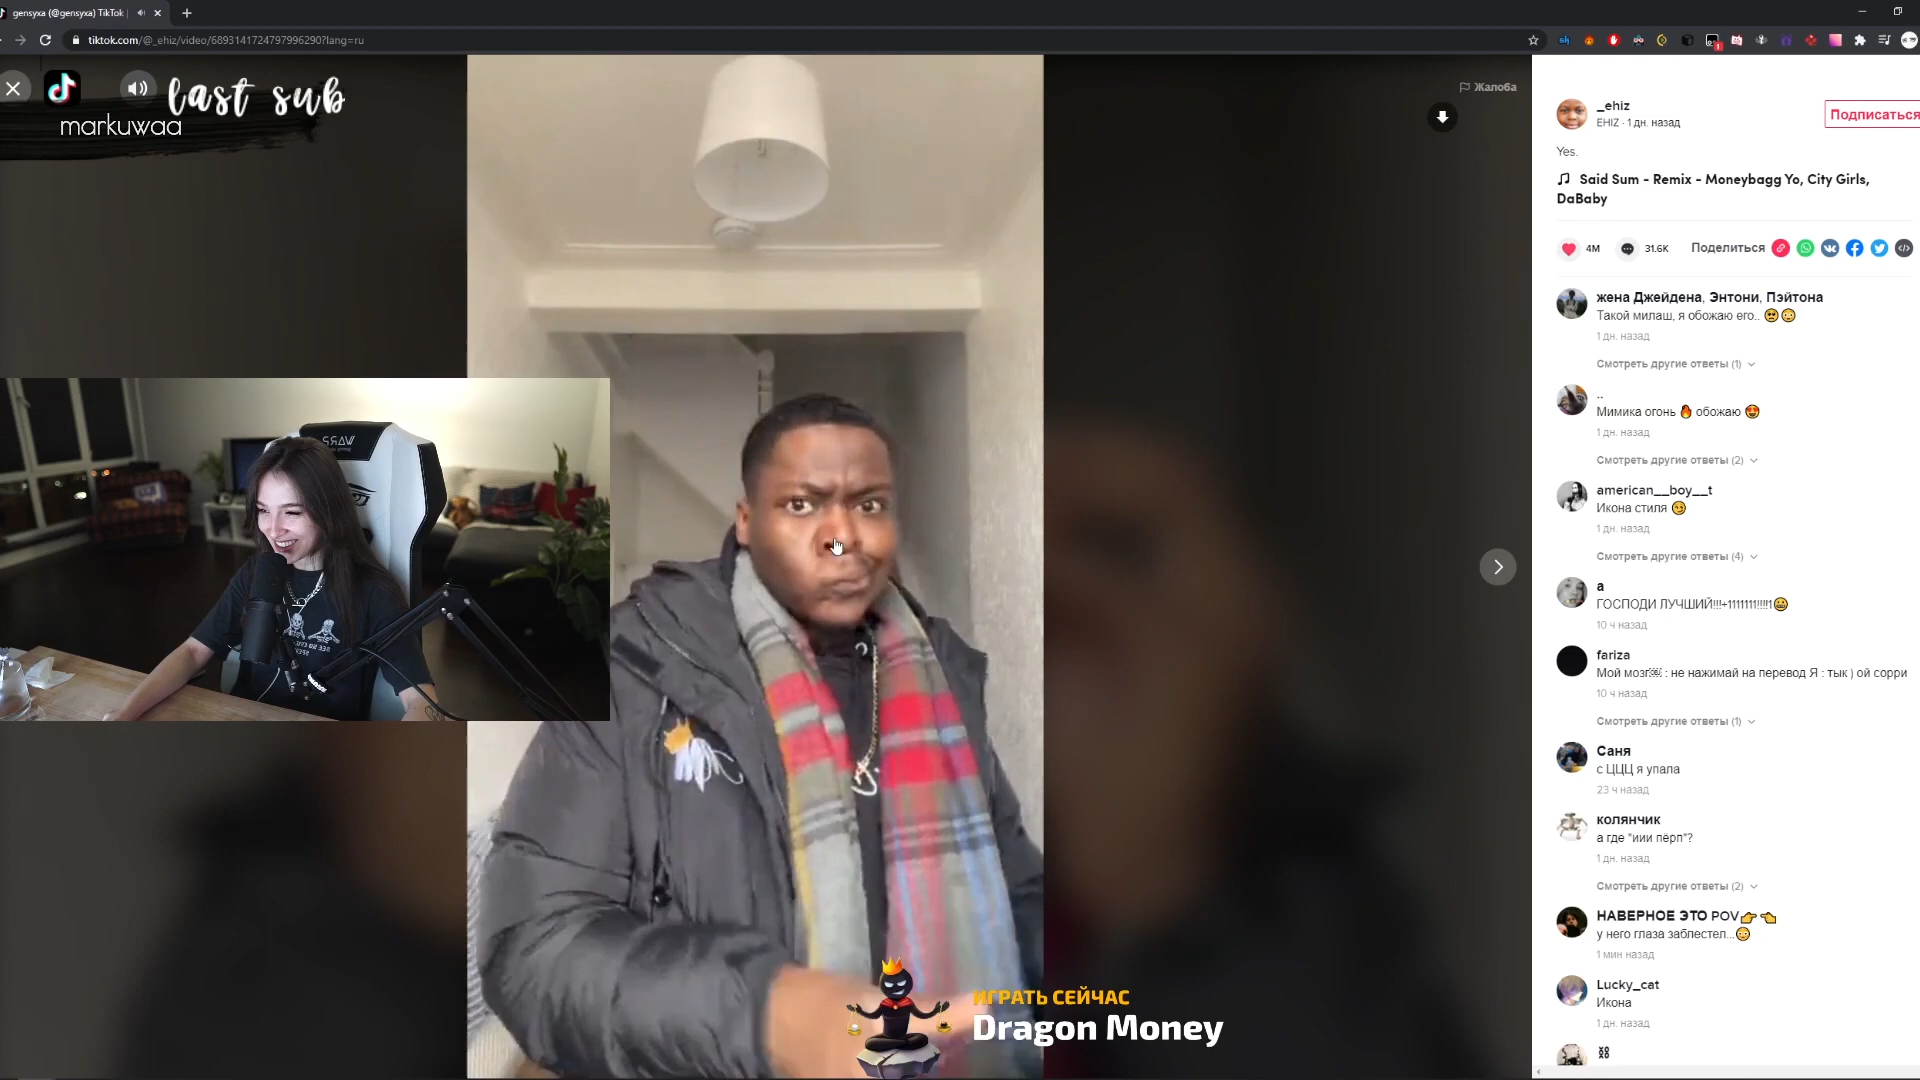 gensyxa (@gensyxa) TikTok
tiktok.com/@_ehiz/video/6893141724797996290?lang=ru
last sub
markuwaa
Жалоба
_ehiz
EHIZ · 1 дн. назад
Подписаться
Yes.
Said Sum - Remix - Moneybagg Yo, City Girls,
DaBaby
4M
31.6K
Поделиться
жена Джейдена, Энтони, Пэйтона
Такой милаш, я обожаю его..
1 дн. назад
Смотреть другие ответы (1)
..
Мимика огонь 🔥 обожаю 😍
1 дн. назад
Смотреть другие ответы (2)
american__boy__t
Икона стиля 😏
1 дн. назад
Смотреть другие ответы (4)
a
ГОСПОДИ ЛУЧШИЙ!!!+1111111!!!!1😀
10 ч назад
fariza
Мой мозг : не нажимай на перевод Я : тык ) ой сорри
10 ч назад
Смотреть другие ответы (1)
Саня
с ЦЦЦ я упала
23 ч назад
колянчик
а где "иии пёрп"?
1 дн. назад
Смотреть другие ответы (2)
НАВЕРНОЕ ЭТО POV👉👈
у него глаза заблестел...😳
1 мин назад
Lucky_cat
Икона
1 дн. назад
ИГРАТЬ СЕЙЧАС
Dragon Money